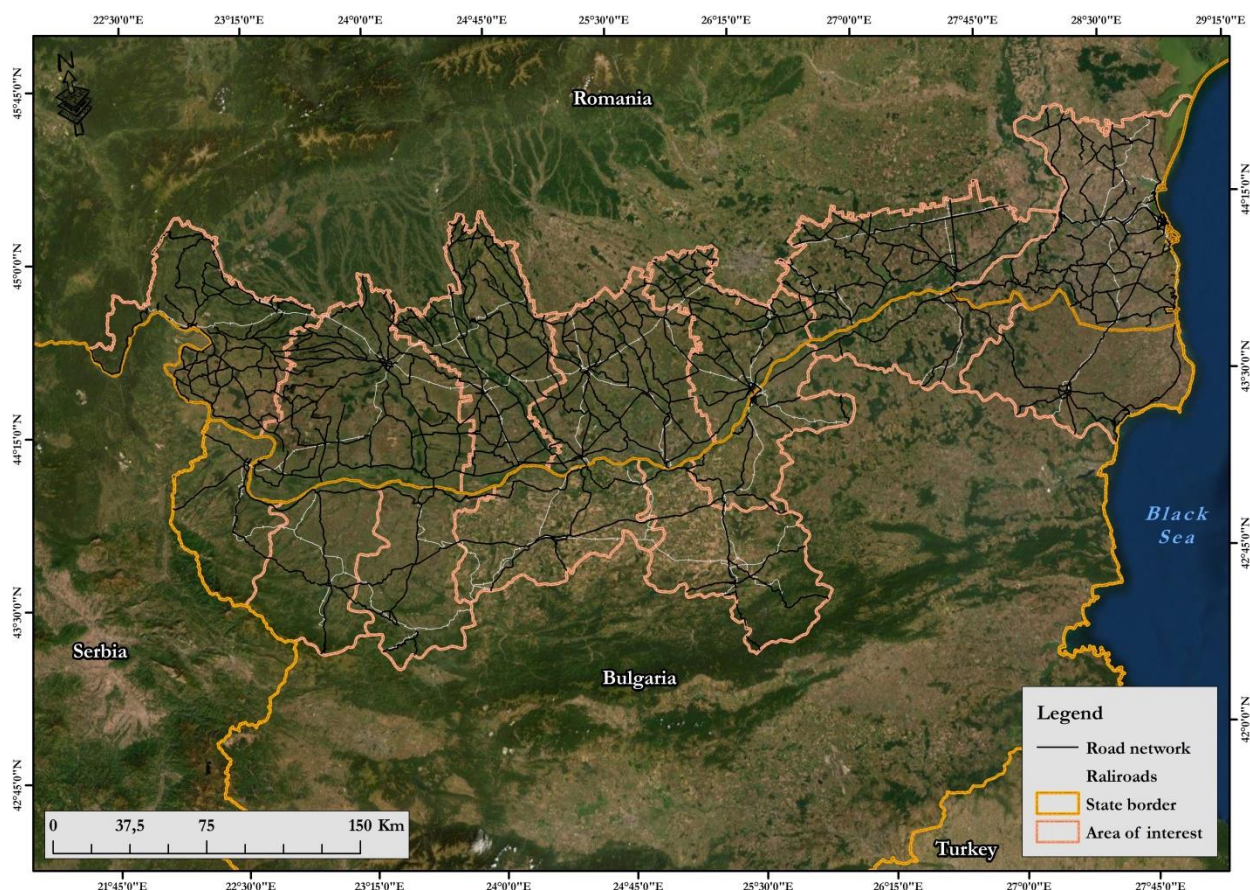 22°30'0"E 23°15'0"E 24°0'0"E 24°45'0"E 25°30'0"E 26°15'0"E 27°0'0"E 27°45'0"E 28°30'0"E 29°15'0"E
N
45°45'0"N
Romania
44°15'0"N
45°0'0"N
43°30'0"N
44°15'0"N
Black
Sea
42°45'0"N
43°30'0"N
Serbia
Bulgaria
Legend
42°0'0"N
Road network
Raliroads
State border
Area of interest
42°45'0"N
0 37,5 75 150 Km
Turkey
21°45'0"E 22°30'0"E 23°15'0"E 24°0'0"E 24°45'0"E 25°30'0"E 26°15'0"E 27°0'0"E 27°45'0"E